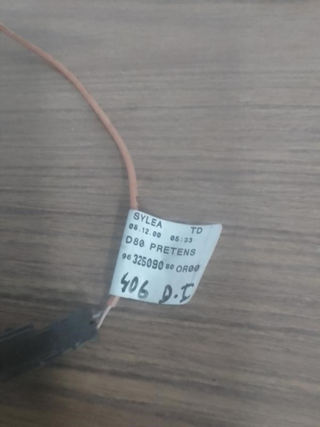 SYLEA TD
08.12.00 05:33
D80 PRETENS
96 325090 80 OR00
406 D.I